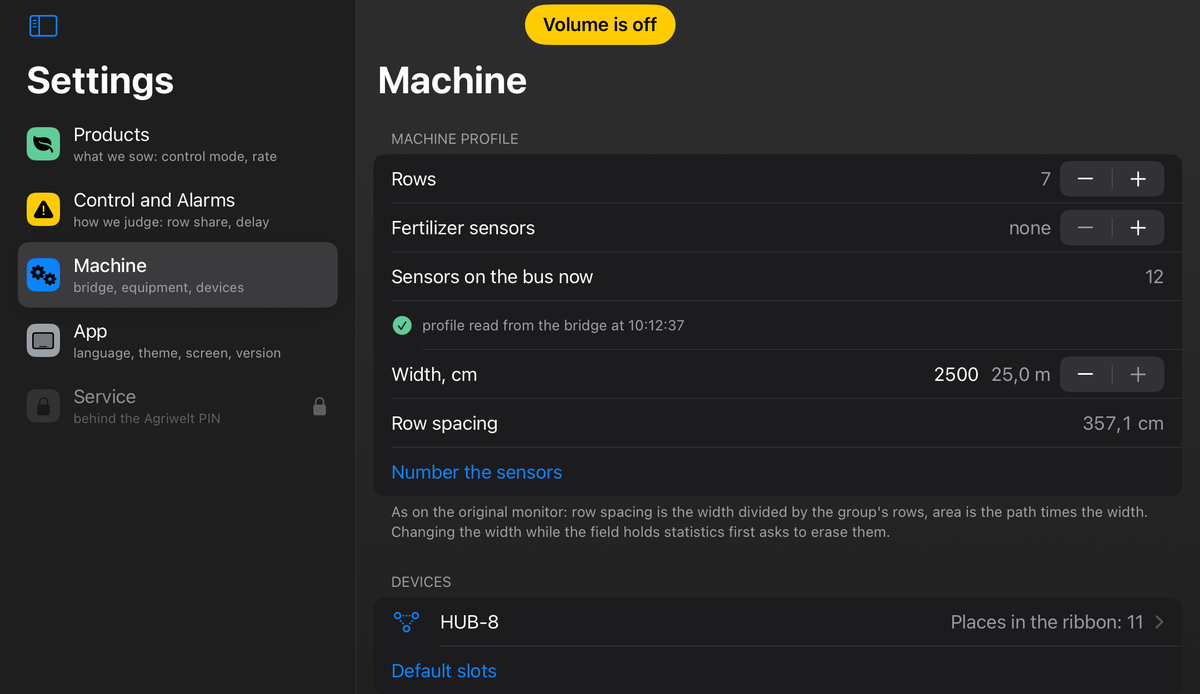 Volume is off
Settings
Products
what we sow: control mode, rate
Control and Alarms
how we judge: row share, delay
Machine
bridge, equipment, devices
App
language, theme, screen, version
Service
behind the Agriwelt PIN
Machine
MACHINE PROFILE
Rows 7 − +
Fertilizer sensors none − +
Sensors on the bus now 12
profile read from the bridge at 10:12:37
Width, cm 2500 25,0 m − +
Row spacing 357,1 cm
Number the sensors
As on the original monitor: row spacing is the width divided by the group's rows, area is the path times the width.
Changing the width while the field holds statistics first asks to erase them.
DEVICES
HUB-8 Places in the ribbon: 11
Default slots